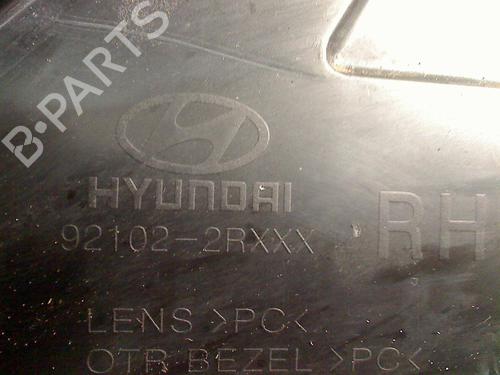 B-PARTS
HYUNDAI
92102-2RXXX
RH
LENS >PC<
OTR BEZEL >PC<